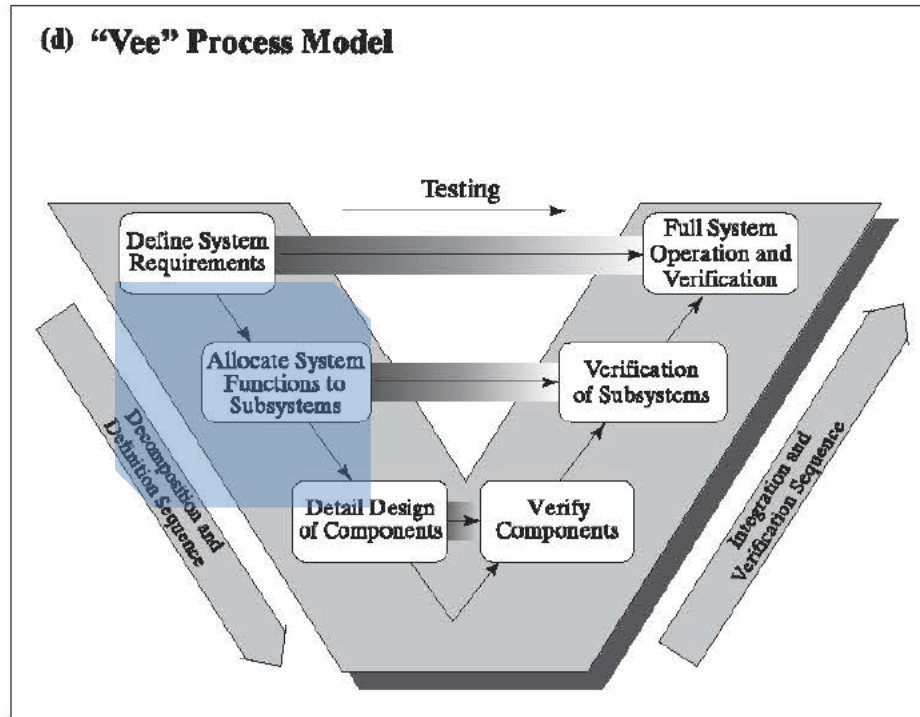 (d) “Vee” Process Model
Testing
Define System
Requirements
Full System
Operation and
Verification
Allocate System
Functions to
Subsystems
Verification
of Subsystems
Decomposition and
Definition Sequence
Detail Design
of Components
Verify
Components
Integration and
Verification Sequence